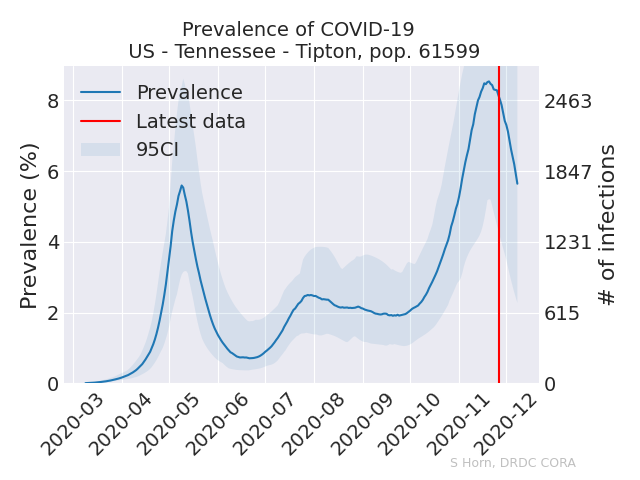 Prevalence of COVID-19
US - Tennessee - Tipton, pop. 61599
Prevalence (%)
8
6
4
2
0
Prevalence
Latest data
95CI
2463
1847
1231
615
0
# of infections
2020-03
2020-04
2020-05
2020-06
2020-07
2020-08
2020-09
2020-10
2020-11
2020-12
S Horn, DRDC CORA